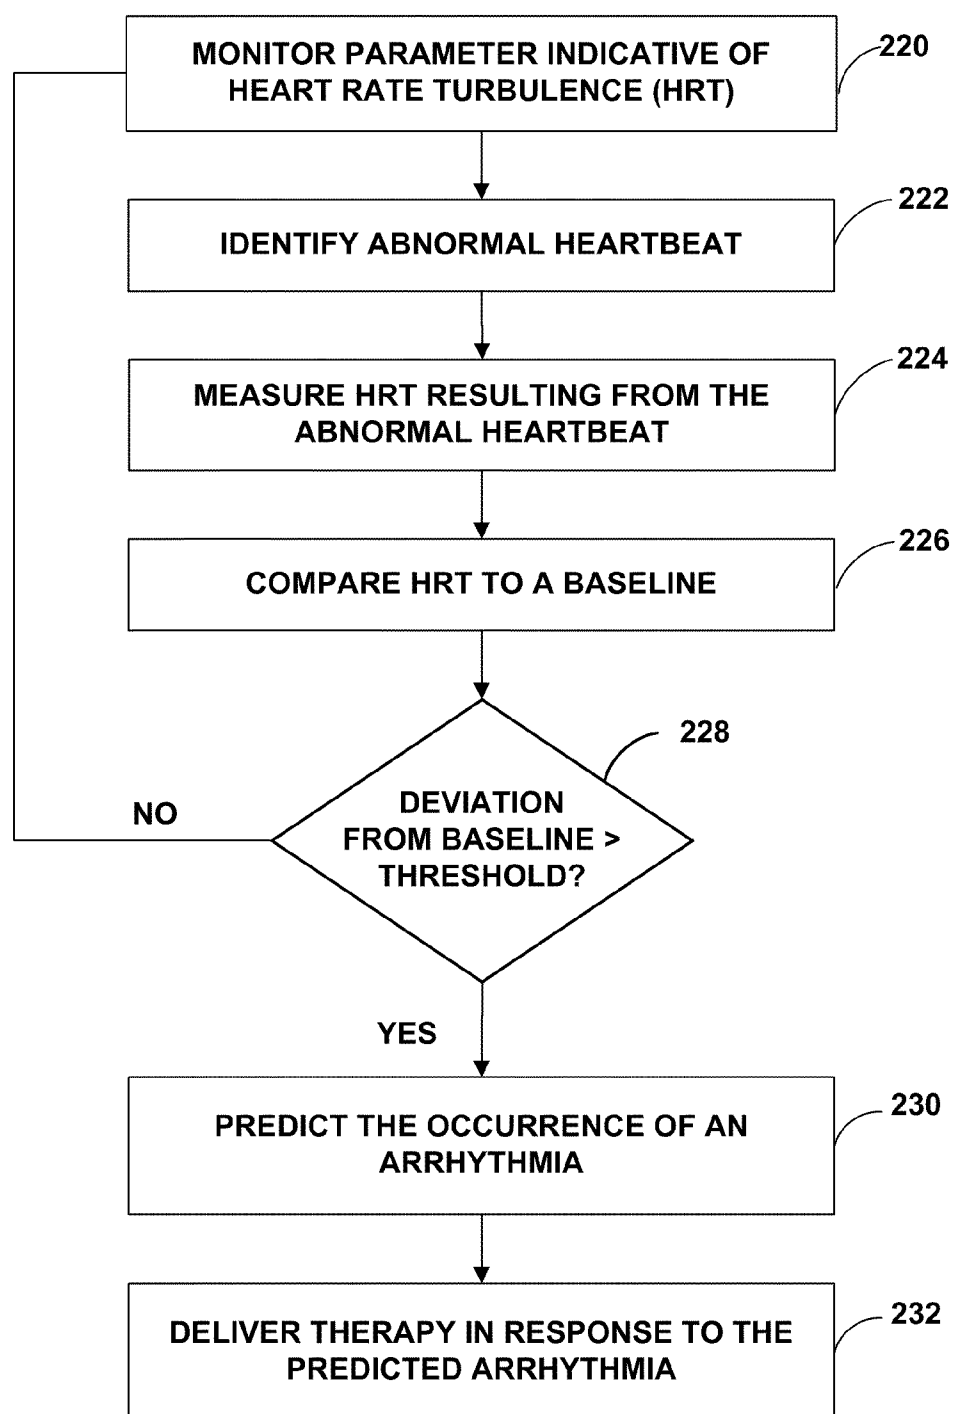 MONITOR PARAMETER INDICATIVE OF
HEART RATE TURBULENCE (HRT)
220
IDENTIFY ABNORMAL HEARTBEAT
222
MEASURE HRT RESULTING FROM THE
ABNORMAL HEARTBEAT
224
COMPARE HRT TO A BASELINE
226
DEVIATION
FROM BASELINE >
THRESHOLD?
228
NO
YES
PREDICT THE OCCURRENCE OF AN
ARRHYTHMIA
230
DELIVER THERAPY IN RESPONSE TO THE
PREDICTED ARRHYTHMIA
232